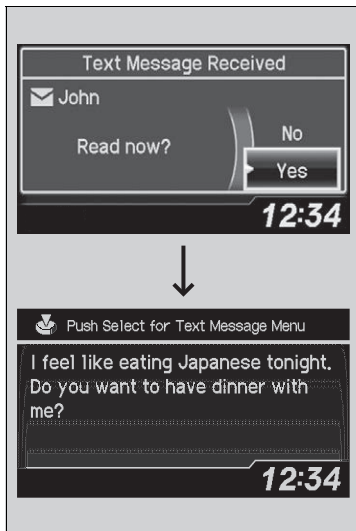 Text Message Received
John
Read now?
No
Yes
12:34
Push Select for Text Message Menu
I feel like eating Japanese tonight.
Do you want to have dinner with
me?
12:34